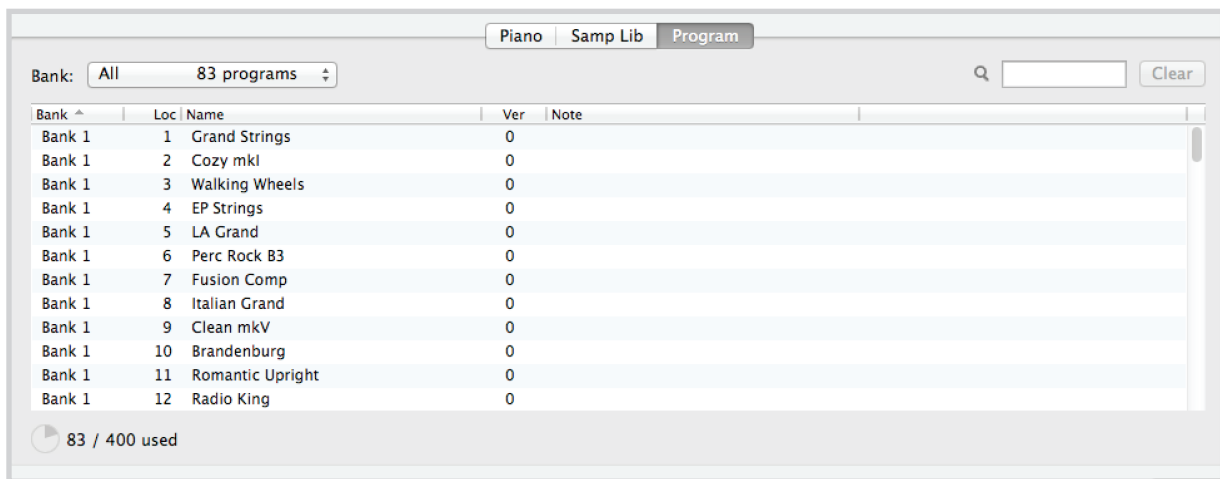 Piano Samp Lib Program
Bank: All 83 programs Clear
Bank Loc Name Ver Note
Bank 1 1 Grand Strings 0
Bank 1 2 Cozy mkI 0
Bank 1 3 Walking Wheels 0
Bank 1 4 EP Strings 0
Bank 1 5 LA Grand 0
Bank 1 6 Perc Rock B3 0
Bank 1 7 Fusion Comp 0
Bank 1 8 Italian Grand 0
Bank 1 9 Clean mkV 0
Bank 1 10 Brandenburg 0
Bank 1 11 Romantic Upright 0
Bank 1 12 Radio King 0
83 / 400 used